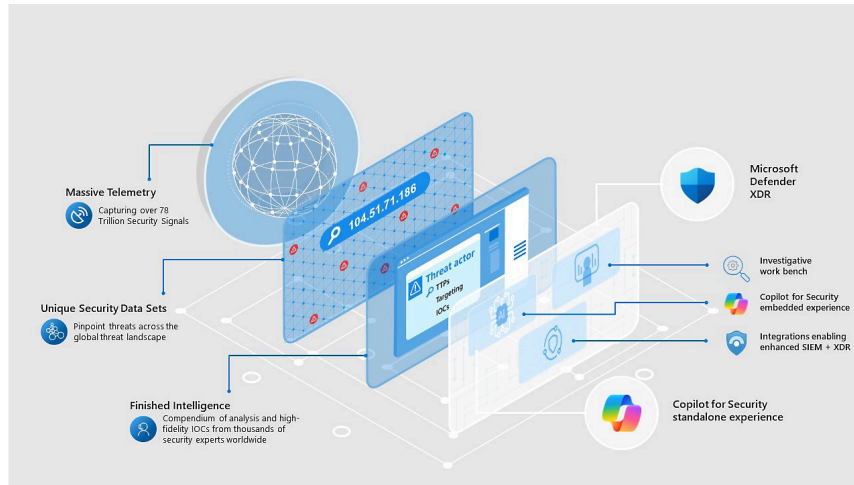 Massive Telemetry
Capturing over 78
Trillion Security Signals
Unique Security Data Sets
Pinpoint threats across the
global threat landscape
Finished Intelligence
Compendium of analysis and high-
fidelity IOCs from thousands of
security experts worldwide
104.51.71.186
Threat actor
TTPs
Targeting
IOCs
AI
Microsoft
Defender
XDR
Investigative
work bench
Copilot for Security
embedded experience
Integrations enabling
enhanced SIEM + XDR
Copilot for Security
standalone experience